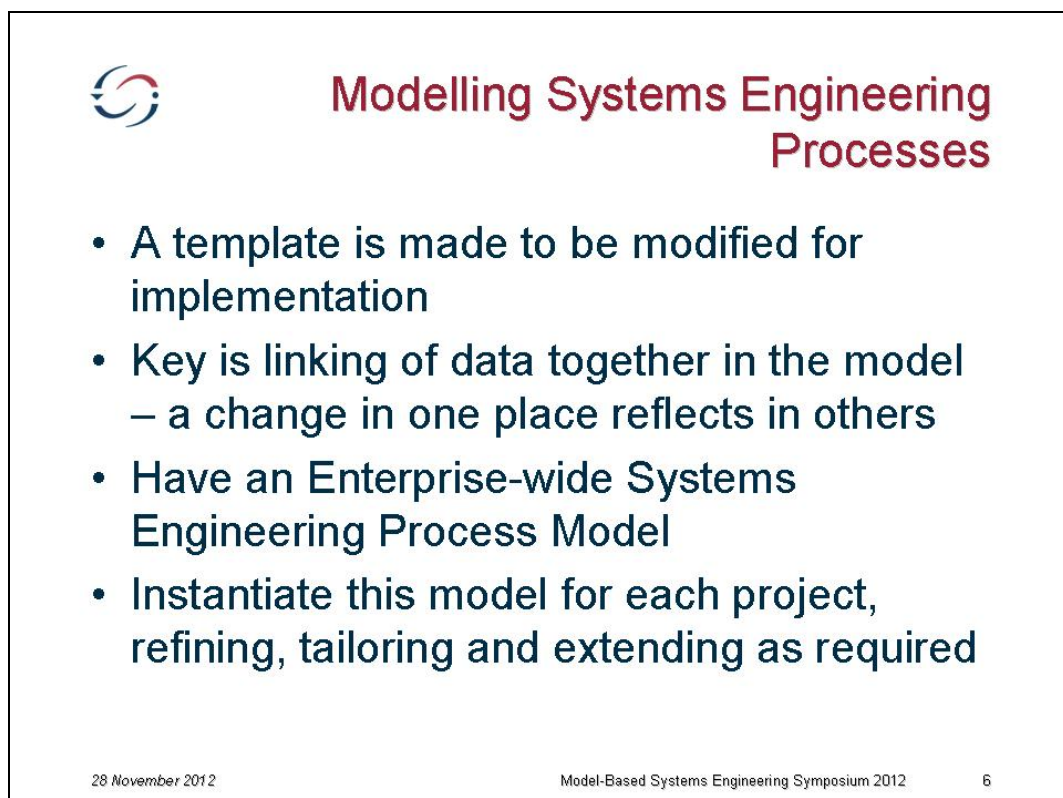 Modelling Systems Engineering
Processes
• A template is made to be modified for
implementation
• Key is linking of data together in the model
– a change in one place reflects in others
• Have an Enterprise-wide Systems
Engineering Process Model
• Instantiate this model for each project,
refining, tailoring and extending as required
28 November 2012 Model-Based Systems Engineering Symposium 2012 6